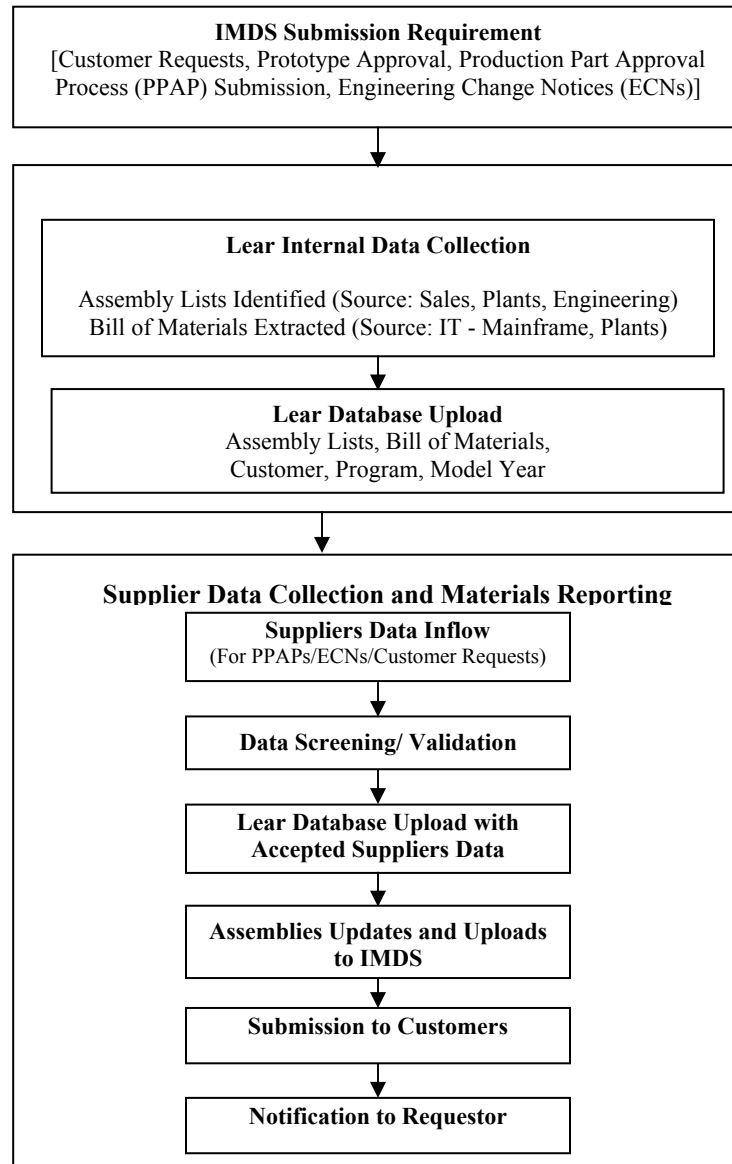 IMDS Submission Requirement
[Customer Requests, Prototype Approval, Production Part Approval
Process (PPAP) Submission, Engineering Change Notices (ECNs)]
Lear Internal Data Collection
Assembly Lists Identified (Source: Sales, Plants, Engineering)
Bill of Materials Extracted (Source: IT - Mainframe, Plants)
Lear Database Upload
Assembly Lists, Bill of Materials,
Customer, Program, Model Year
Supplier Data Collection and Materials Reporting
Suppliers Data Inflow
(For PPAPs/ECNs/Customer Requests)
Data Screening/ Validation
Lear Database Upload with
Accepted Suppliers Data
Assemblies Updates and Uploads
to IMDS
Submission to Customers
Notification to Requestor